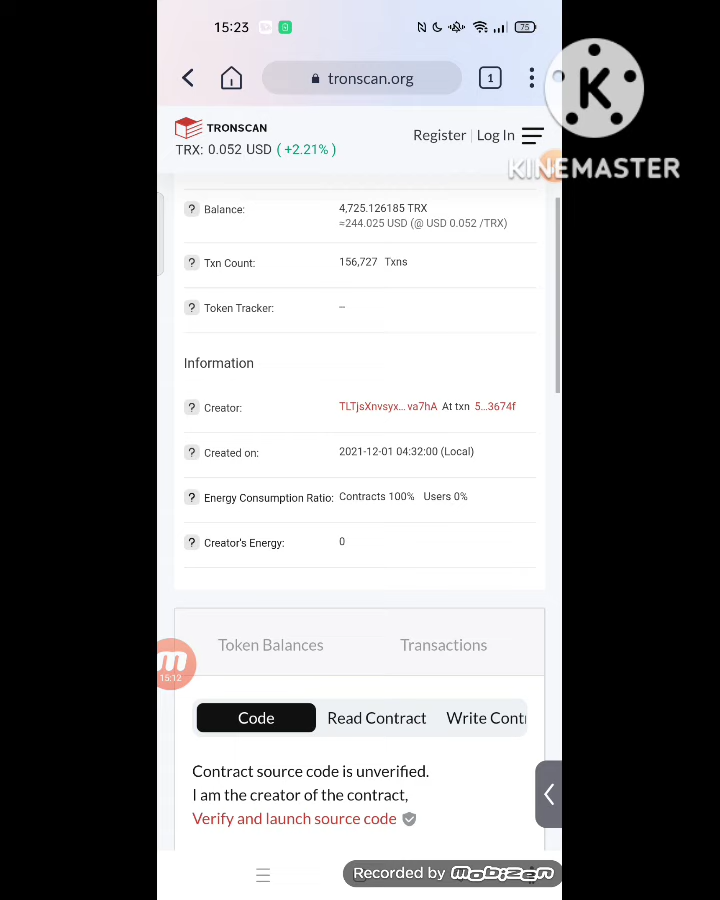 15:23
75
tronscan.org
1
K
KINEMASTER
TRONSCAN
TRX: 0.052 USD (+2.21%)
Register | Log In
? Balance: 4,725.126185 TRX
≈244.025 USD (@ USD 0.052 /TRX)
? Txn Count: 156,727 Txns
? Token Tracker: –
Information
? Creator: TLTjsXnvsyx... va7hA At txn 5...3674f
? Created on: 2021-12-01 04:32:00 (Local)
? Energy Consumption Ratio: Contracts 100% Users 0%
? Creator's Energy: 0
Token Balances Transactions
m
15:12
Code Read Contract Write Contr
Contract source code is unverified.
I am the creator of the contract,
Verify and launch source code
Recorded by mobizen